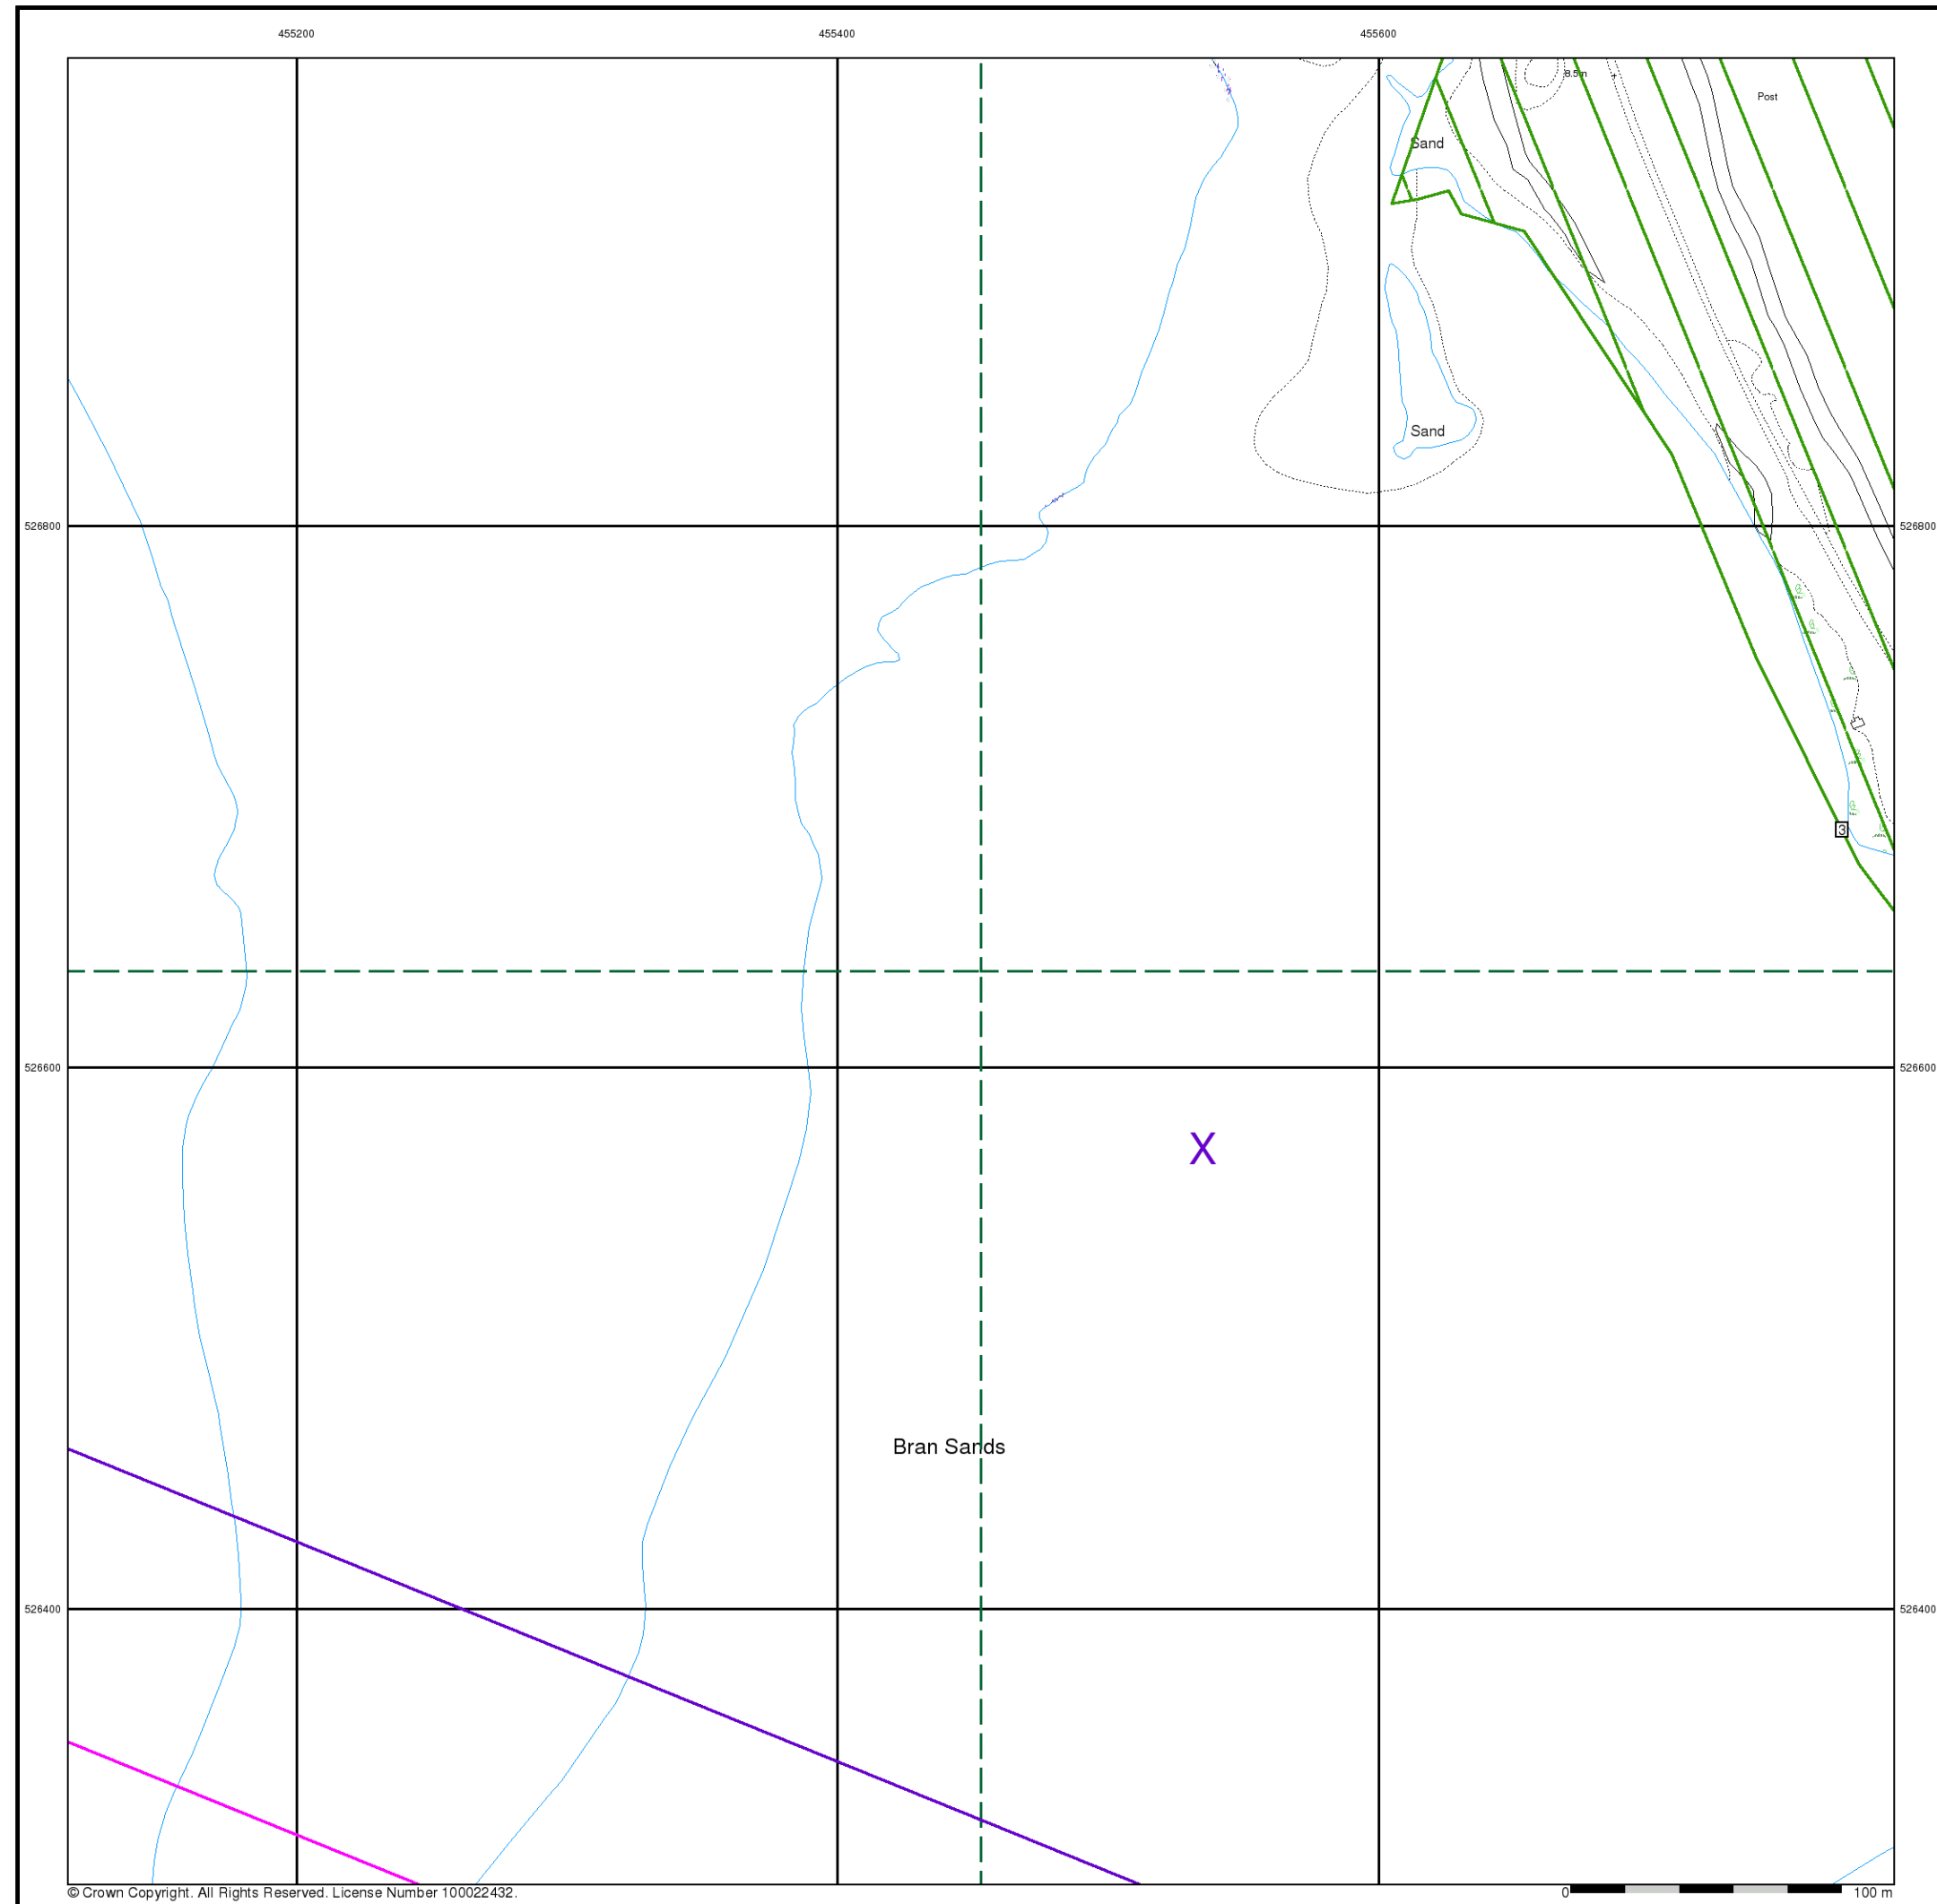 455200 455400 455600
8.5m
Post
Sand
Sand
526800 526800
3
526600 526600
X
Bran Sands
526400 526400
© Crown Copyright. All Rights Reserved. License Number 100022432.
0 100 m